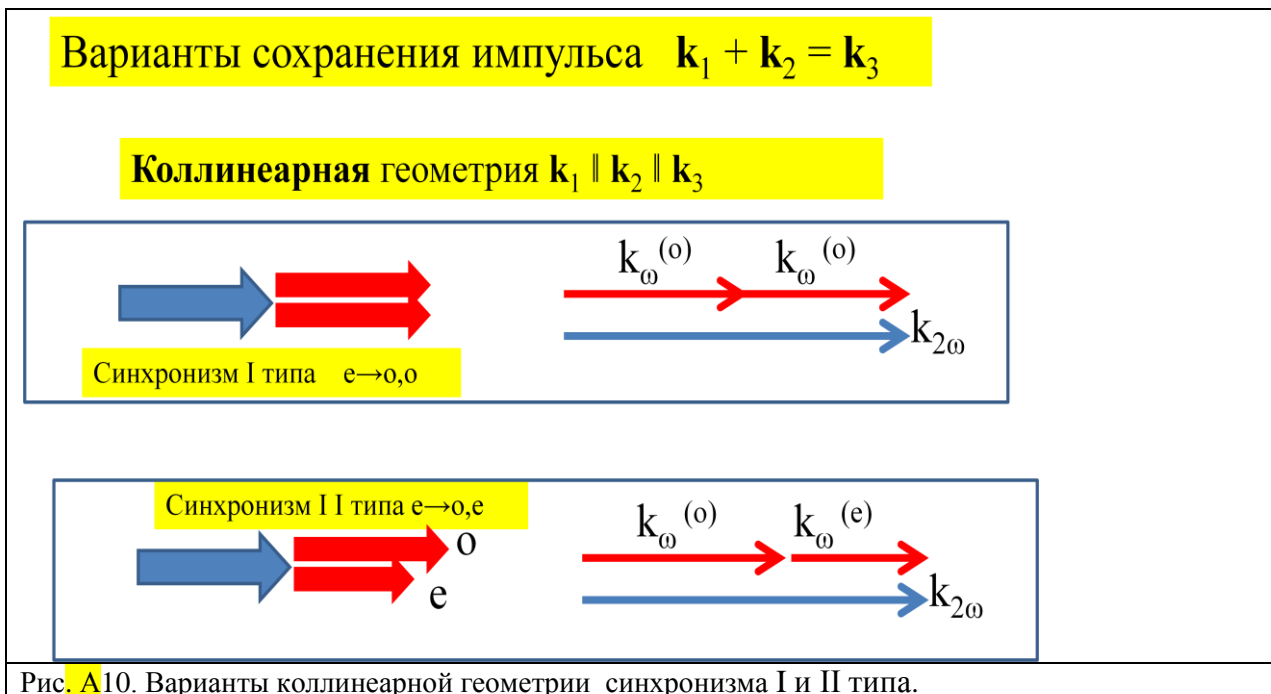 Варианты сохранения импульса k₁ + k₂ = k₃
Коллинеарная геометрия k₁ ‖ k₂ ‖ k₃
kω⁽ᵒ⁾ kω⁽ᵒ⁾
k₂ω
Синхронизм I типа e→o,o
Синхронизм I I типа e→o,e
kω⁽ᵒ⁾ kω⁽ᵉ⁾
o
e
k₂ω
Рис. А10. Варианты коллинеарной геометрии синхронизма I и II типа.